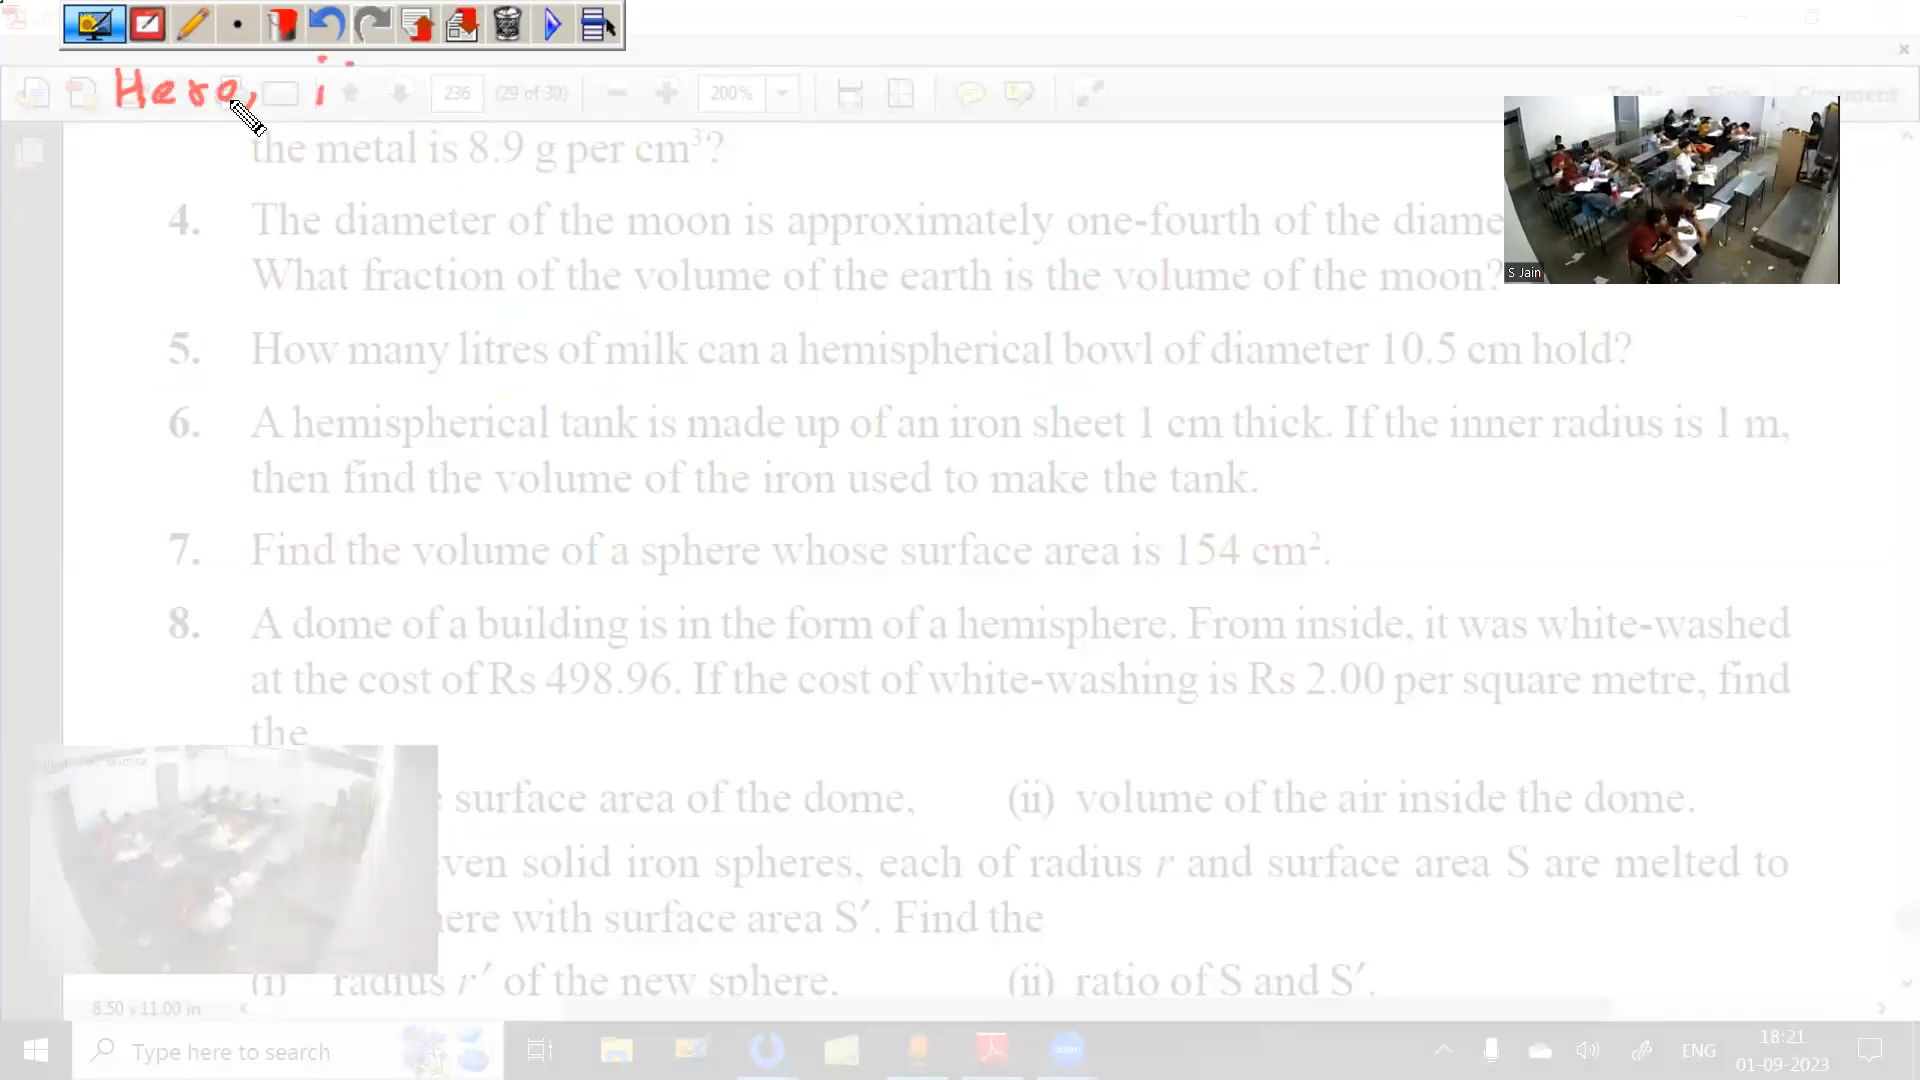 Here, i
236 (29 of 30) 200% Tools Sign Comment
the metal is 8.9 g per cm³?
4. The diameter of the moon is approximately one-fourth of the diame
What fraction of the volume of the earth is the volume of the moon?
S Jain
5. How many litres of milk can a hemispherical bowl of diameter 10.5 cm hold?
6. A hemispherical tank is made up of an iron sheet 1 cm thick. If the inner radius is 1 m,
then find the volume of the iron used to make the tank.
7. Find the volume of a sphere whose surface area is 154 cm².
8. A dome of a building is in the form of a hemisphere. From inside, it was white-washed
at the cost of Rs 498.96. If the cost of white-washing is Rs 2.00 per square metre, find
the
surface area of the dome, (ii) volume of the air inside the dome.
even solid iron spheres, each of radius r and surface area S are melted to
here with surface area S′. Find the
(i) radius r′ of the new sphere, (ii) ratio of S and S′.
8.50 x 11.00 in
Type here to search
zoom
ENG
18:21
01-09-2023